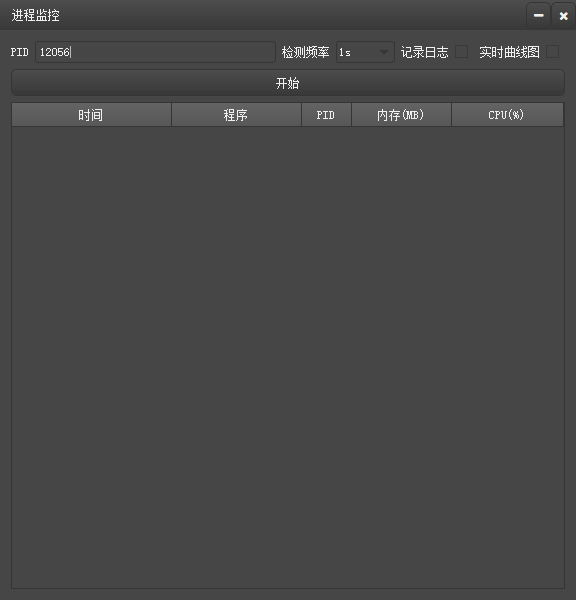 进程监控
PID 12056 检测频率 1s 记录日志 实时曲线图
开始
时间 程序 PID 内存(MB) CPU(%)